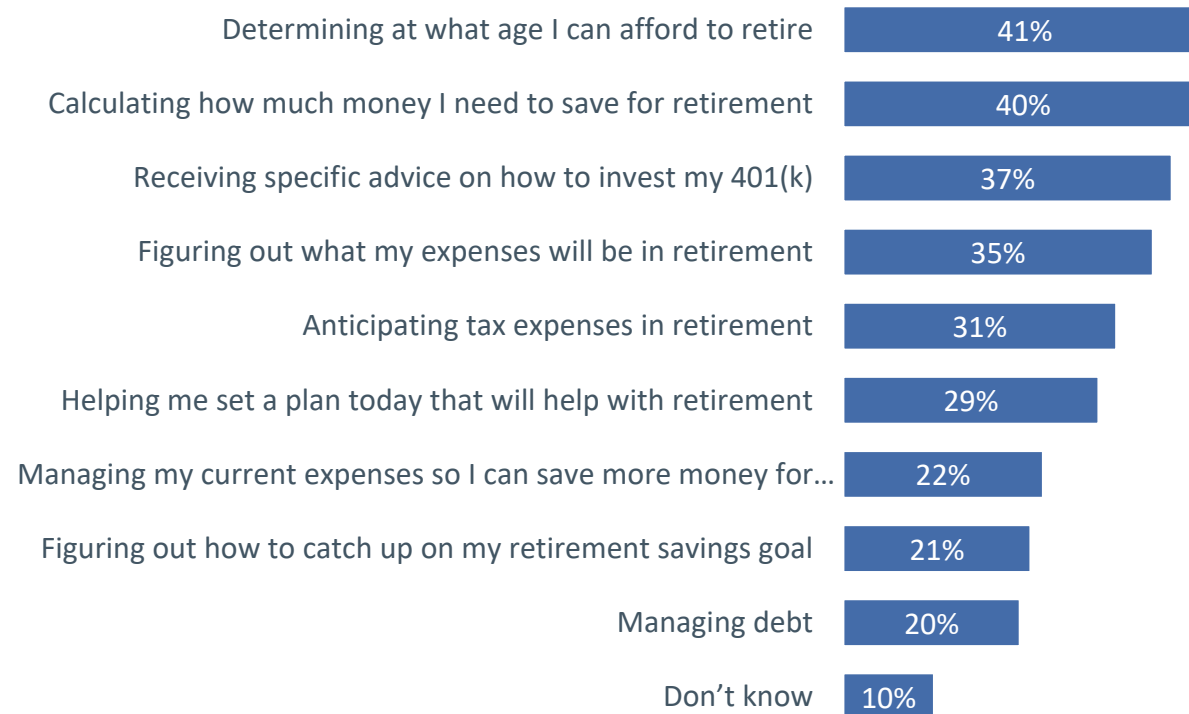 Determining at what age I can afford to retire 41%
Calculating how much money I need to save for retirement 40%
Receiving specific advice on how to invest my 401(k) 37%
Figuring out what my expenses will be in retirement 35%
Anticipating tax expenses in retirement 31%
Helping me set a plan today that will help with retirement 29%
Managing my current expenses so I can save more money for… 22%
Figuring out how to catch up on my retirement savings goal 21%
Managing debt 20%
Don’t know 10%